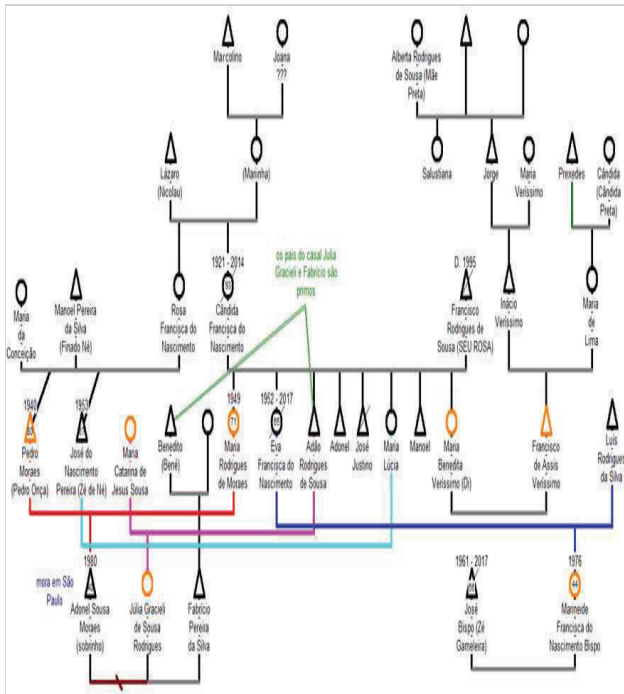 Marcolino
Joana
???
Alberta Rodrigues
de Sousa (Mãe
Preta)
Lázaro
(Nicolau)
(Mariinha)
Salustiana
Jorge
Maria
Veríssimo
Prexedes
Cândida
(Cândida
Preta)
os pais do casal Júlia
Gracieli e Fabrício são
primos
Maria
da
Conceição
Manoel Pereira
da Silva
(Finado Né)
Rosa
Francisca do
Nascimento
1921 - 2014
93
Cândida
Francisca do
Nascimento
D. 1995
Francisco
Rodrigues de
Sousa (SEU ROSA)
Inácio
Veríssimo
Maria
de
Lima
1940
80
Pedro
Moraes
(Pedro Onça)
1953
José do
Nascimento
Pereira (Zé de Né)
Maria
Catarina de
Jesus Sousa
Benedito
(Bené)
1949
71
Maria
Rodrigues
de Moraes
1952 - 2017
65
Eva
Francisca do
Nascimento
Adão
Rodrigues
de Sousa
Adonel
José
Justino
Maria
Lúcia
Manoel
Maria
Benedita
Veríssimo (Di)
Francisco
de Assis
Veríssimo
Luis
Rodrigues
da Silva
mora em São
Paulo
1980
Adonel Sousa
Moraes
(sobrinho)
Júlia Gracieli
de Sousa
Rodrigues
Fabrício
Pereira
da Silva
1961 - 2017
José
Bispo (Zé
Gameleira)
1976
44
Marineide
Francisca do
Nascimento Bispo